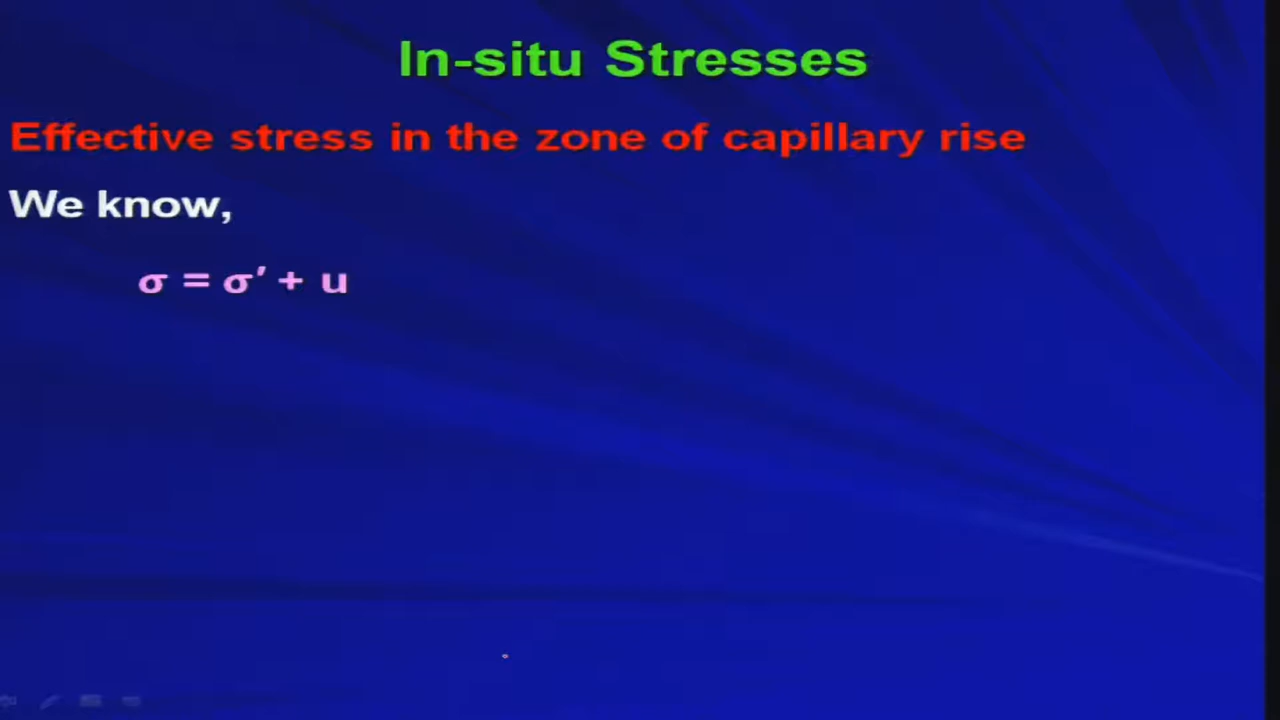 In-situ Stresses
Effective stress in the zone of capillary rise
We know,
σ = σ′ + u